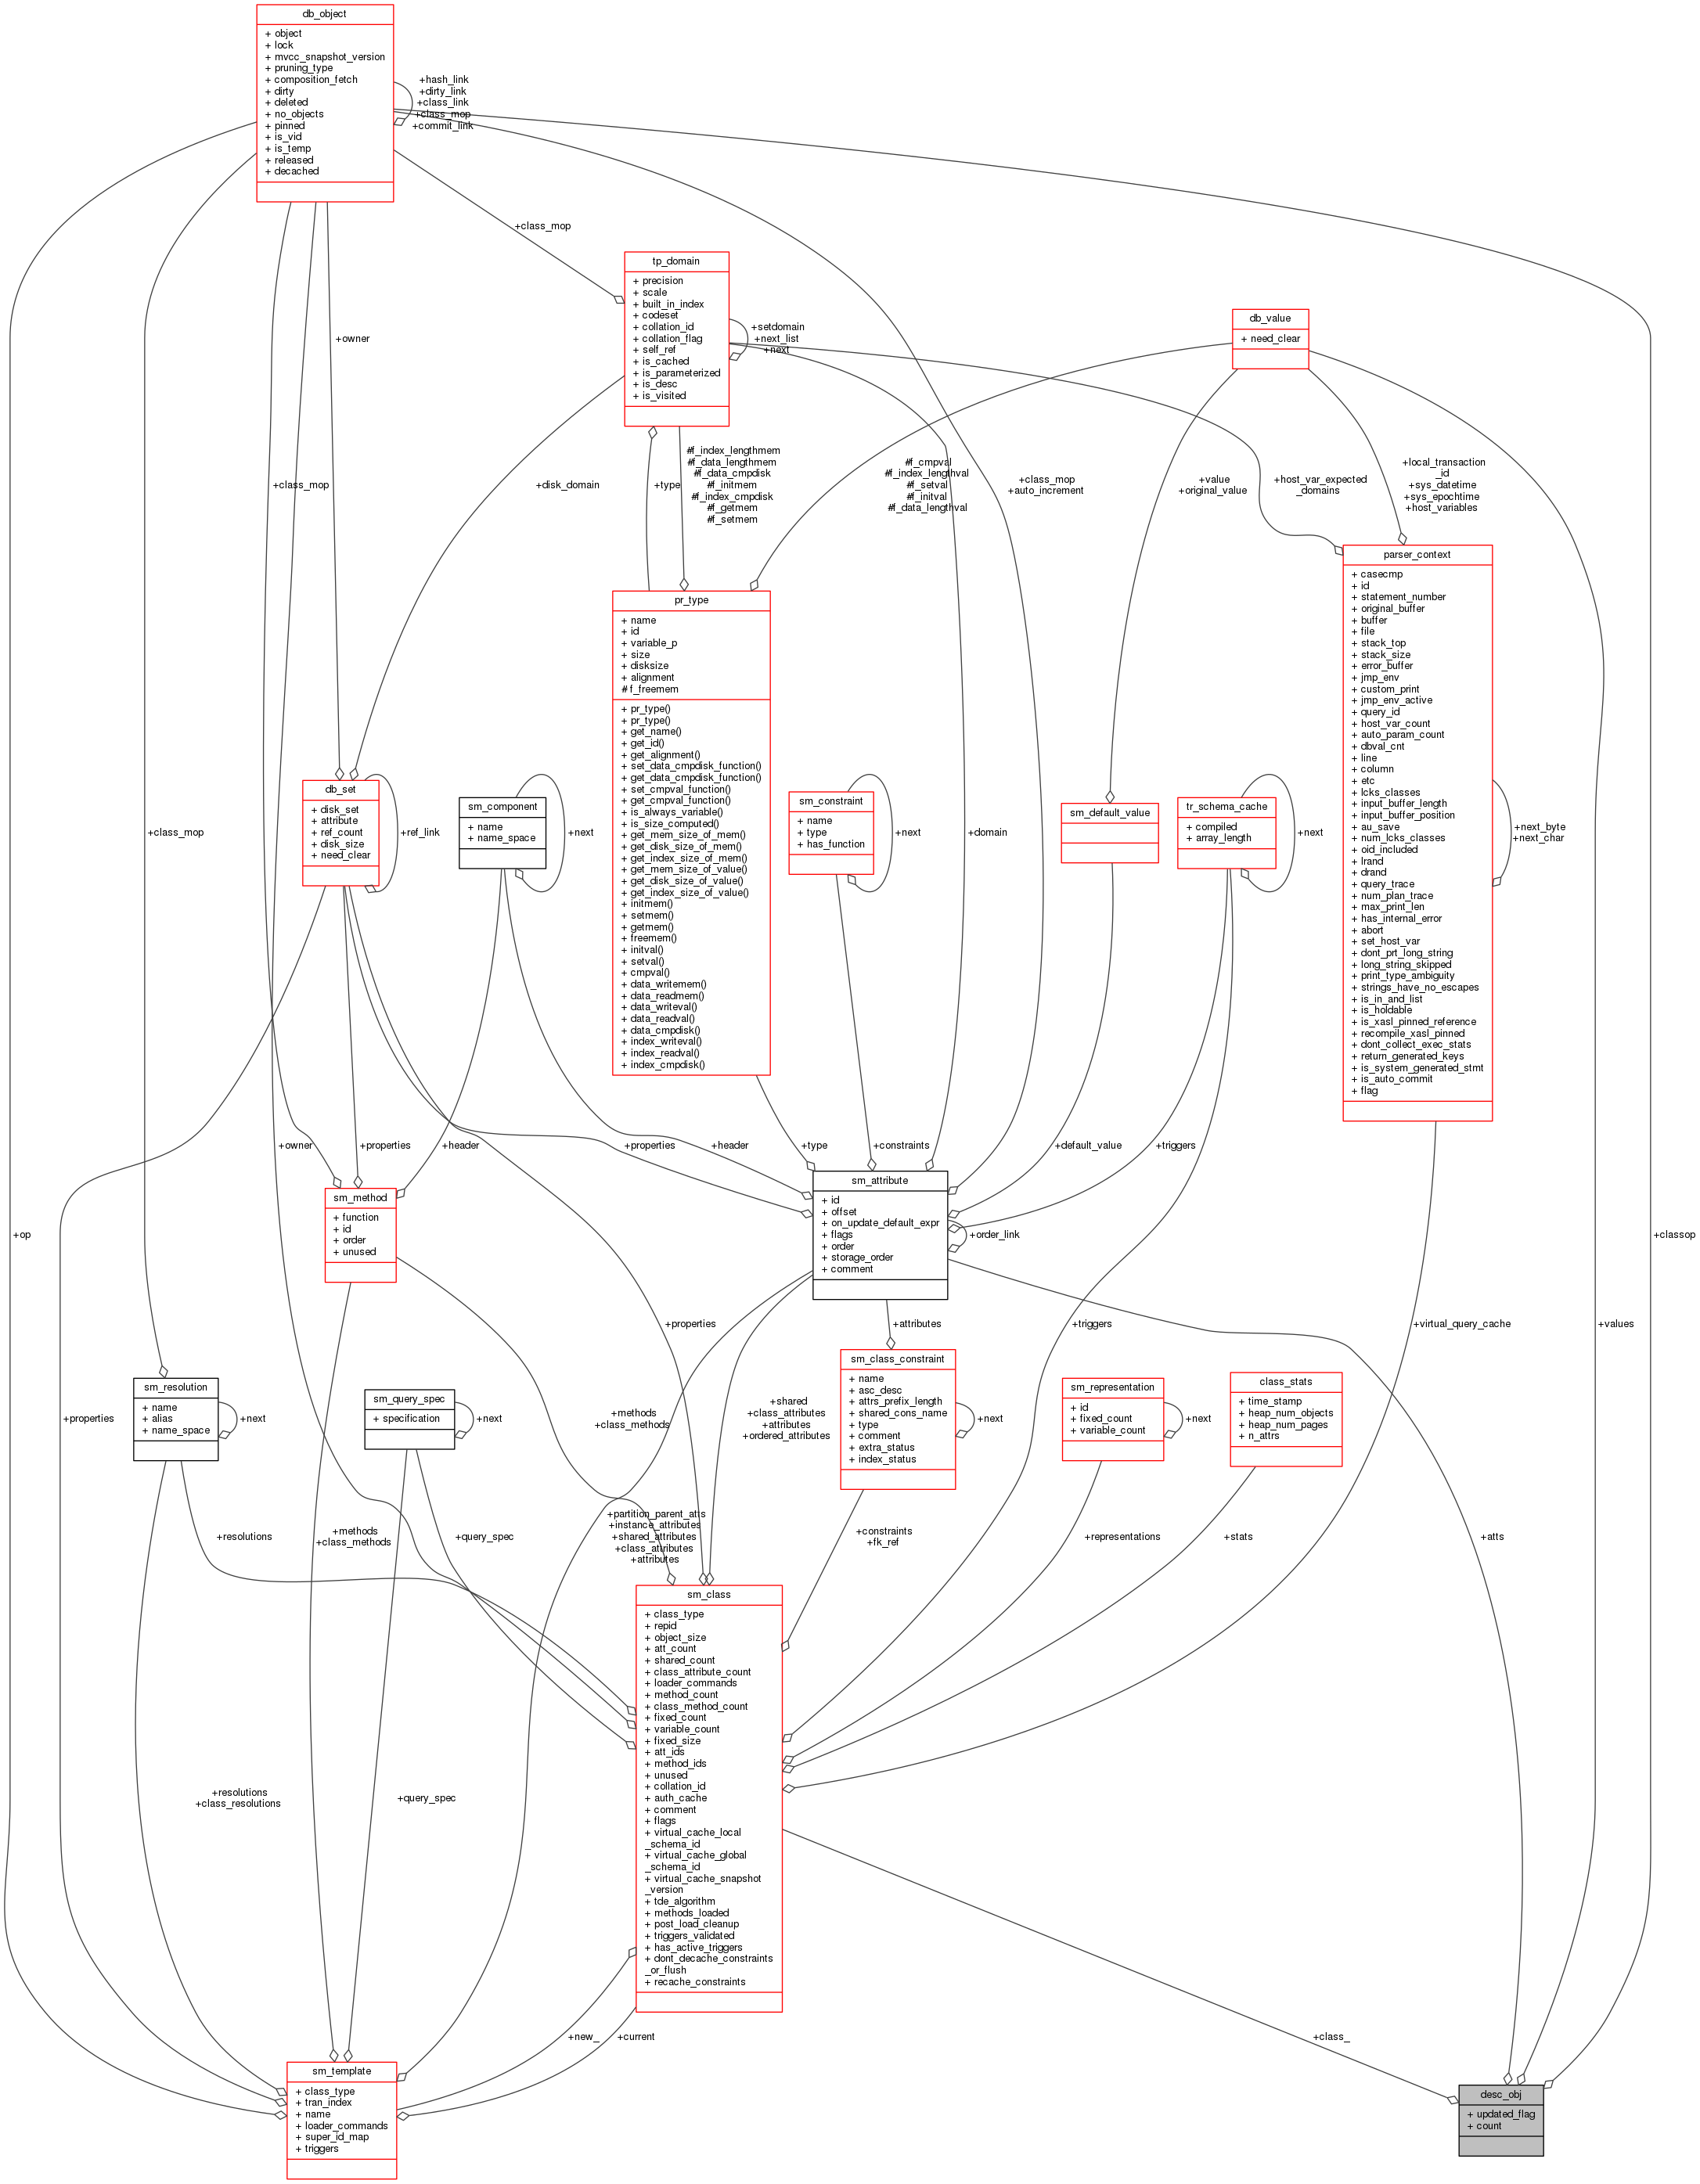 db_object
+ object
+ lock
+ mvcc_snapshot_version
+ pruning_type
+ composition_fetch
+ dirty
+ deleted
+ no_objects
+ pinned
+ is_vid
+ is_temp
+ released
+ decached
+hash_link
+dirty_link
+class_link
+class_mop
+commit_link
+class_mop
tp_domain
+ precision
+ scale
+ built_in_index
+ codeset
+ collation_id
+ collation_flag
+ self_ref
+ is_cached
+ is_parameterized
+ is_desc
+ is_visited
+setdomain
+next_list
+next
db_value
+ need_clear
+owner
+class_mop
+disk_domain
+type
#f_index_lengthmem
#f_data_lengthmem
#f_data_cmpdisk
#f_initmem
#f_index_cmpdisk
#f_getmem
#f_setmem
#f_cmpval
#f_index_lengthval
#f_setval
#f_initval
#f_data_lengthval
+class_mop
+auto_increment
+value
+original_value
+host_var_expected
_domains
+local_transaction
_id
+sys_datetime
+sys_epochtime
+host_variables
pr_type
+ name
+ id
+ variable_p
+ size
+ disksize
+ alignment
# f_freemem
+ pr_type()
+ pr_type()
+ get_name()
+ get_id()
+ get_alignment()
+ set_data_cmpdisk_function()
+ get_data_cmpdisk_function()
+ set_cmpval_function()
+ get_cmpval_function()
+ is_always_variable()
+ is_size_computed()
+ get_mem_size_of_mem()
+ get_disk_size_of_mem()
+ get_index_size_of_mem()
+ get_mem_size_of_value()
+ get_disk_size_of_value()
+ get_index_size_of_value()
+ initmem()
+ setmem()
+ getmem()
+ freemem()
+ initval()
+ setval()
+ cmpval()
+ data_writemem()
+ data_readmem()
+ data_writeval()
+ data_readval()
+ data_cmpdisk()
+ index_writeval()
+ index_readval()
+ index_cmpdisk()
parser_context
+ casecmp
+ id
+ statement_number
+ original_buffer
+ buffer
+ file
+ stack_top
+ stack_size
+ error_buffer
+ jmp_env
+ custom_print
+ jmp_env_active
+ query_id
+ host_var_count
+ auto_param_count
+ dbval_cnt
+ line
+ column
+ etc
+ lcks_classes
+ input_buffer_length
+ input_buffer_position
+ au_save
+ num_lcks_classes
+ oid_included
+ lrand
+ drand
+ query_trace
+ num_plan_trace
+ max_print_len
+ has_internal_error
+ abort
+ set_host_var
+ dont_prt_long_string
+ long_string_skipped
+ print_type_ambiguity
+ strings_have_no_escapes
+ is_in_and_list
+ is_holdable
+ is_xasl_pinned_reference
+ recompile_xasl_pinned
+ dont_collect_exec_stats
+ return_generated_keys
+ is_system_generated_stmt
+ is_auto_commit
+ flag
+next_byte
+next_char
+class_mop
db_set
+ disk_set
+ attribute
+ ref_count
+ disk_size
+ need_clear
+ref_link
sm_component
+ name
+ name_space
+next
sm_constraint
+ name
+ type
+ has_function
+next
+domain
sm_default_value
tr_schema_cache
+ compiled
+ array_length
+next
+owner
+properties
+header
+properties
+header
+type
+constraints
+default_value
+triggers
sm_method
+ function
+ id
+ order
+ unused
sm_attribute
+ id
+ offset
+ on_update_default_expr
+ flags
+ order
+ storage_order
+ comment
+order_link
+op
+classop
+properties
+attributes
+triggers
+virtual_query_cache
+values
sm_resolution
+ name
+ alias
+ name_space
+next
sm_query_spec
+ specification
+next
+properties
+methods
+class_methods
+shared
+class_attributes
+attributes
+ordered_attributes
sm_class_constraint
+ name
+ asc_desc
+ attrs_prefix_length
+ shared_cons_name
+ type
+ comment
+ extra_status
+ index_status
+next
sm_representation
+ id
+ fixed_count
+ variable_count
+next
class_stats
+ time_stamp
+ heap_num_objects
+ heap_num_pages
+ n_attrs
+resolutions
+methods
+class_methods
+query_spec
+partition_parent_atts
+instance_attributes
+shared_attributes
+class_attributes
+attributes
+constraints
+fk_ref
+representations
+stats
+atts
sm_class
+ class_type
+ repid
+ object_size
+ att_count
+ shared_count
+ class_attribute_count
+ loader_commands
+ method_count
+ class_method_count
+ fixed_count
+ variable_count
+ fixed_size
+ att_ids
+ method_ids
+ unused
+ collation_id
+ auth_cache
+ comment
+ flags
+ virtual_cache_local
_schema_id
+ virtual_cache_global
_schema_id
+ virtual_cache_snapshot
_version
+ tde_algorithm
+ methods_loaded
+ post_load_cleanup
+ triggers_validated
+ has_active_triggers
+ dont_decache_constraints
_or_flush
+ recache_constraints
+resolutions
+class_resolutions
+query_spec
+new_
+current
+class_
sm_template
+ class_type
+ tran_index
+ name
+ loader_commands
+ super_id_map
+ triggers
desc_obj
+ updated_flag
+ count